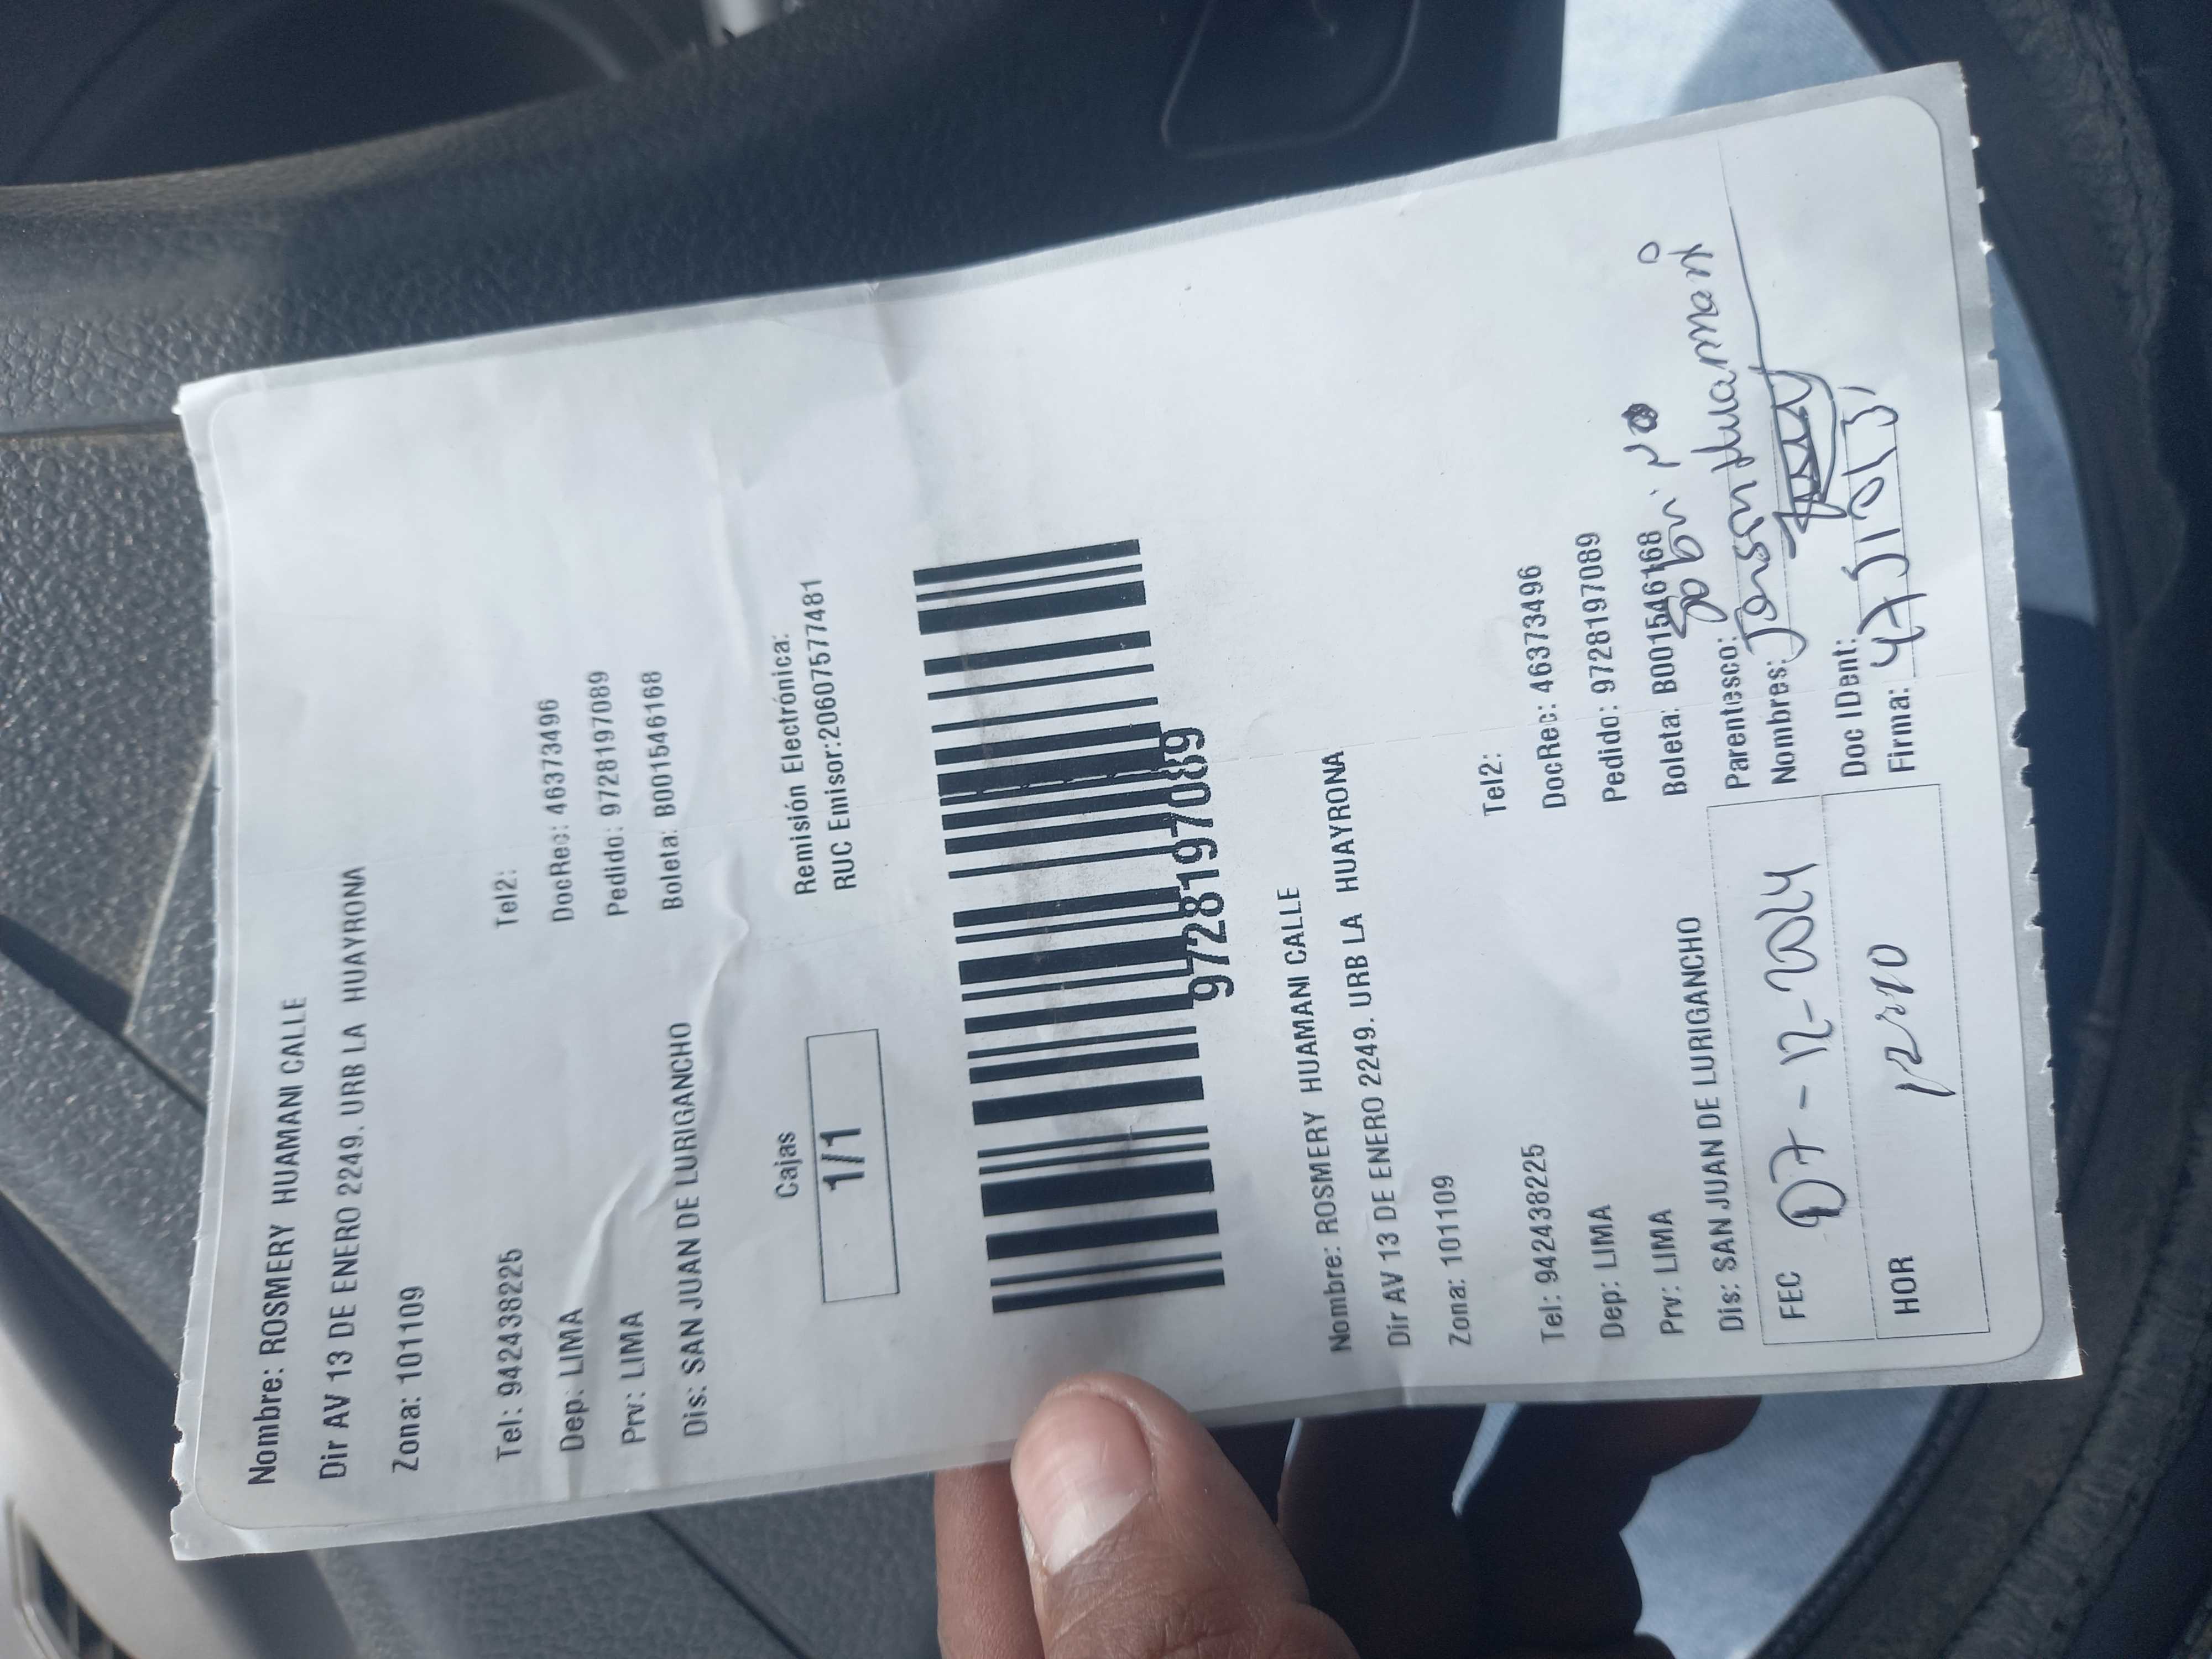 Nombre: ROSMERY HUAMANI CALLE
Dir AV 13 DE ENERO 2249. URB LA HUAYRONA
Zona: 101109
Tel: 942438225 Tel2:
Dep: LIMA DocRec: 46373496
Prv: LIMA Pedido: 97281970​89
Dis: SAN JUAN DE LURIGANCHO Boleta: B001546168
Cajas Remisión Electrónica:
1/1 RUC Emisor:20607577481
9728197089
Nombre: ROSMERY HUAMANI CALLE
Dir AV 13 DE ENERO 2249. URB LA HUAYRONA
Zona: 101109
Tel: 942438225 Tel2:
Dep: LIMA DocRec: 46373496
Prv: LIMA Pedido: 9728197089
Dis: SAN JUAN DE LURIGANCHO Boleta: B001546168
Parentesco: Sobrino
FEC 07-12-2024 Nombres: Huamani
Doc IDent:
HOR Firma: